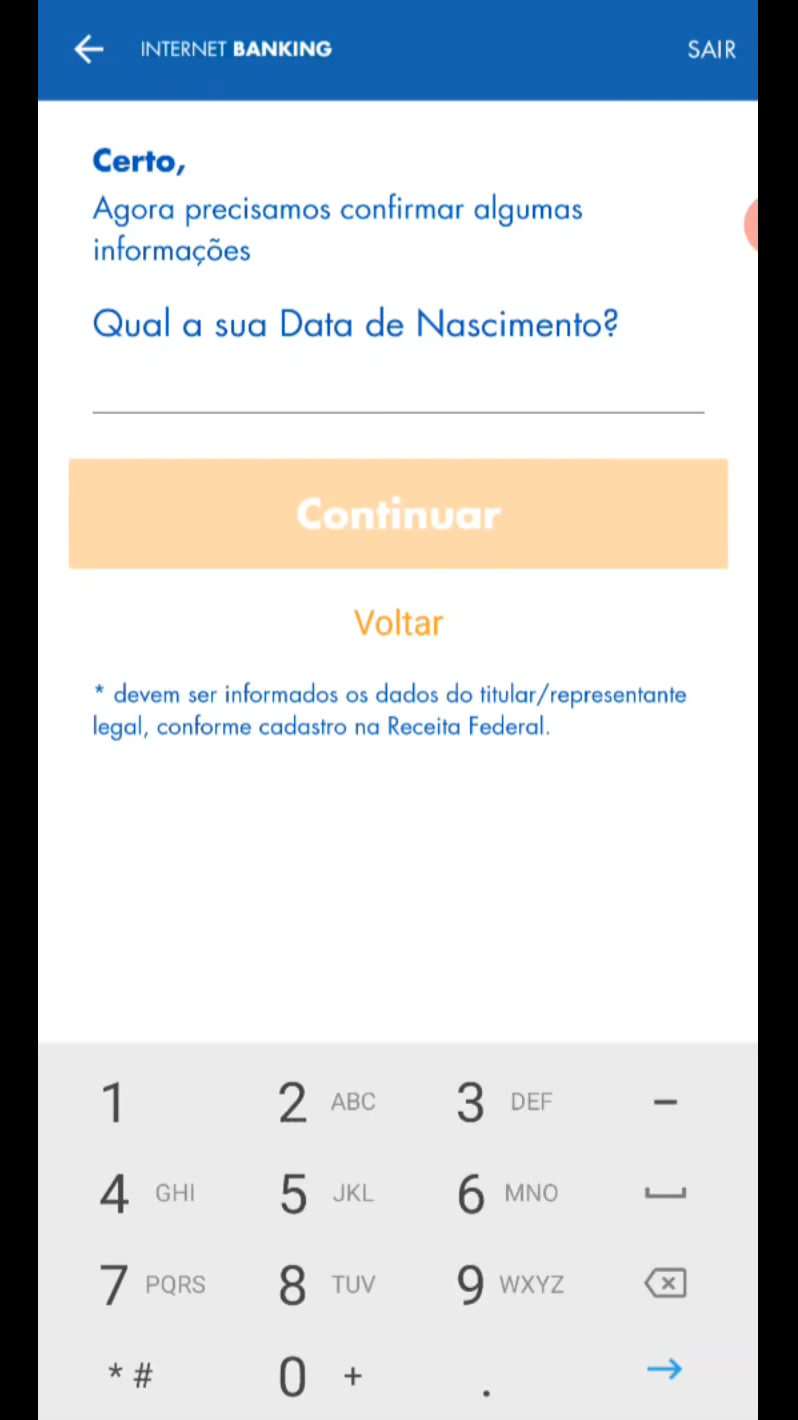 INTERNET BANKING
SAIR
Certo,
Agora precisamos confirmar algumas
informações
Qual a sua Data de Nascimento?
Continuar
Voltar
* devem ser informados os dados do titular/representante
legal, conforme cadastro na Receita Federal.
1 2 ABC 3 DEF –
4 GHI 5 JKL 6 MNO
7 PQRS 8 TUV 9 WXYZ
* # 0 + .